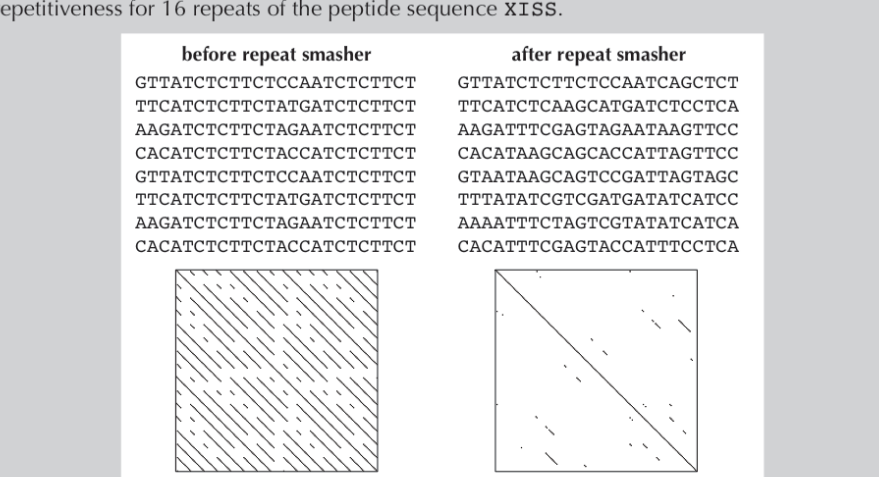 epetitiveness for 16 repeats of the peptide sequence XISS.
before repeat smasher
GTTATCTCTTCTCCAATCTCTTCT
TTCATCTCTTCTATGATCTCTTCT
AAGATCTCTTCTAGAATCTCTTCT
CACATCTCTTCTACCATCTCTTCT
GTTATCTCTTCTCCAATCTCTTCT
TTCATCTCTTCTATGATCTCTTCT
AAGATCTCTTCTAGAATCTCTTCT
CACATCTCTTCTACCATCTCTTCT
after repeat smasher
GTTATCTCTTCTCCAATCAGCTCT
TTCATCTCAAGCATGATCTCCTCA
AAGATTTCGAGTAGAATAAGTTCC
CACATAAGCAGCACCATTAGTTCC
GTAATAAGCAGTCCGATTAGTAGC
TTTATATCGTCGATGATATCATCC
AAAATTTCTAGTCGTATATCATCA
CACATTTCGAGTACCATTTCCTCA